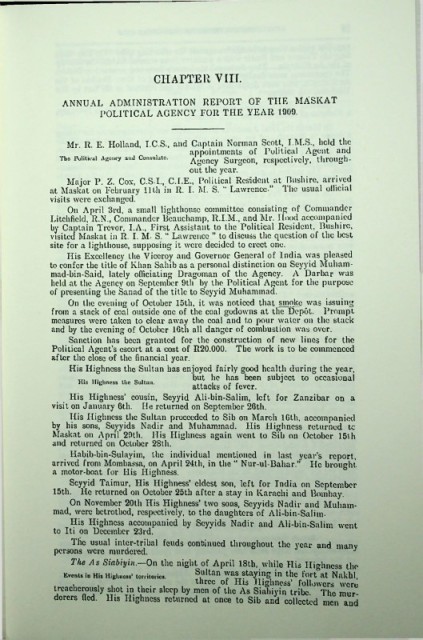 CHAPTER VIII.
ANNUAL ADMINISTRATION REPORT OF THE MASKAT
POLITICAL AGENCY FOR THE YEAR 1909.
Mr. R. E. Holland, I.C.S., and Captain Norman Scott, I.M.S., held the
The Political Agency and Consulate.
appointments of Political Agent and
Agency Surgeon, respectively, through-
out the year.
Major P. Z. Cox, C.S.I., C.I.E., Political Resident at Bushire, arrived
at Maskat on February 11th in R. I. M. S. "Lawrence." The usual official
visits were exchanged.
On April 3rd, a small lighthouse committee consisting of Commander
Litchfield, R.N., Commander Beauchamp, R.I.M., and Mr. Hood accompanied
by Captain Trevor, I.A., First Assistant to the Political Resident, Bushire,
visited Maskat in R. I. M. S. "Lawrence" to discuss the question of the best
site for a lighthouse, supposing it were decided to erect one.
His Excellency the Viceroy and Governor General of India was pleased
to confer the title of Khan Sahib as a personal distinction on Seyyid Muham-
mad-bin-Said, lately officiating Dragoman of the Agency. A Darbar was
held at the Agency on September 9th by the Political Agent for the purpose
of presenting the Sanad of the title to Seyyid Muhammad.
On the evening of October 15th, it was noticed that smoke was issuing
from a stack of coal outside one of the coal godowns at the Depôt. Prompt
measures were taken to clear away the coal and to pour water on the stack
and by the evening of October 16th all danger of combustion was over.
Sanction has been granted for the construction of new lines for the
Political Agent's escort at a cost of R20,000. The work is to be commenced
after the close of the financial year.
His Highness the Sultan has enjoyed fairly good health during the year,
His Highness the Sultan.
but he has been subject to occasional
attacks of fever.
His Highness' cousin, Seyyid Ali-bin-Salim, left for Zanzibar on a
visit on January 6th. He returned on September 26th.
His Highness the Sultan proceeded to Sib on March 16th, accompanied
by his sons, Seyyids Nadir and Muhammad. His Highness returned to
Maskat on April 29th. His Highness again went to Sib on October 15th
and returned on October 28th.
Habib-bin-Sulayim, the individual mentioned in last year's report,
arrived from Mombassa, on April 24th, in the "Nur-ul-Bahar." He brought
a motor-boat for His Highness.
Seyyid Taimur, His Highness' eldest son, left for India on September
15th. He returned on October 25th after a stay in Karachi and Bombay.
On November 20th His Highness' two sons, Seyyids Nadir and Muham-
mad, were betrothed, respectively, to the daughters of Ali-bin-Salim.
His Highness accompanied by Seyyids Nadir and Ali-bin-Salim went
to Iti on December 23rd.
The usual inter-tribal feuds continued throughout the year and many
persons were murdered.
The As Siabiyin.—On the night of April 18th, while His Highness the
Events in His Highness' territories.
Sultan was staying in the fort at Nakhl,
three of His Highness' followers were
treacherously shot in their sleep by men of the As Siabiyin tribe. The mur-
derers fled. His Highness returned at once to Sib and collected men and